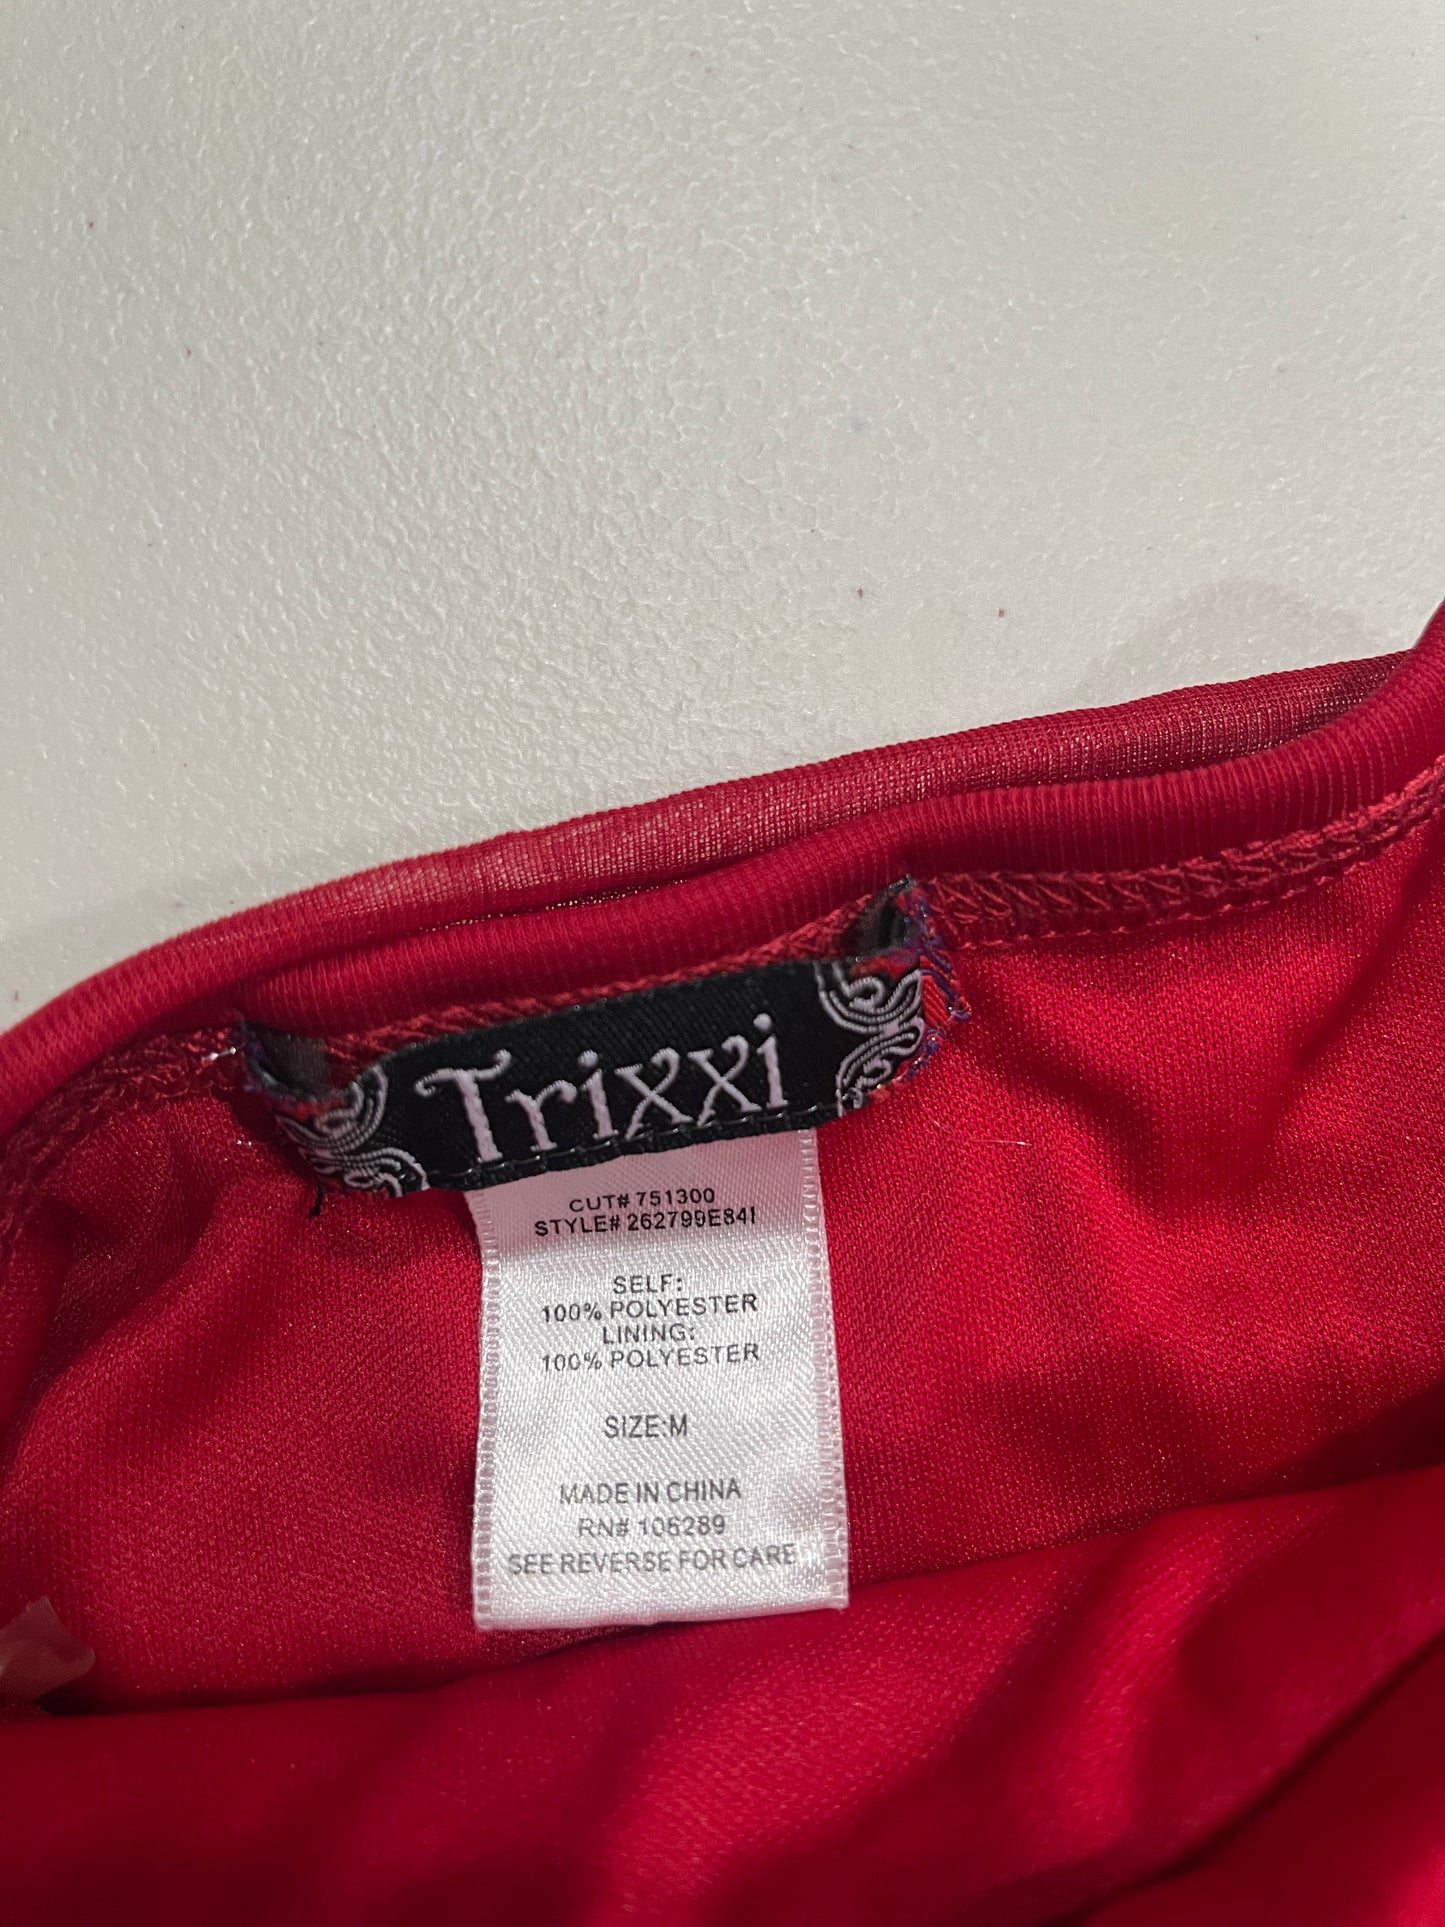 Trixxi
CUT# 751300
STYLE# 262799E84I
SELF:
100% POLYESTER
LINING:
100% POLYESTER
SIZE:M
MADE IN CHINA
RN# 106289
SEE REVERSE FOR CARE